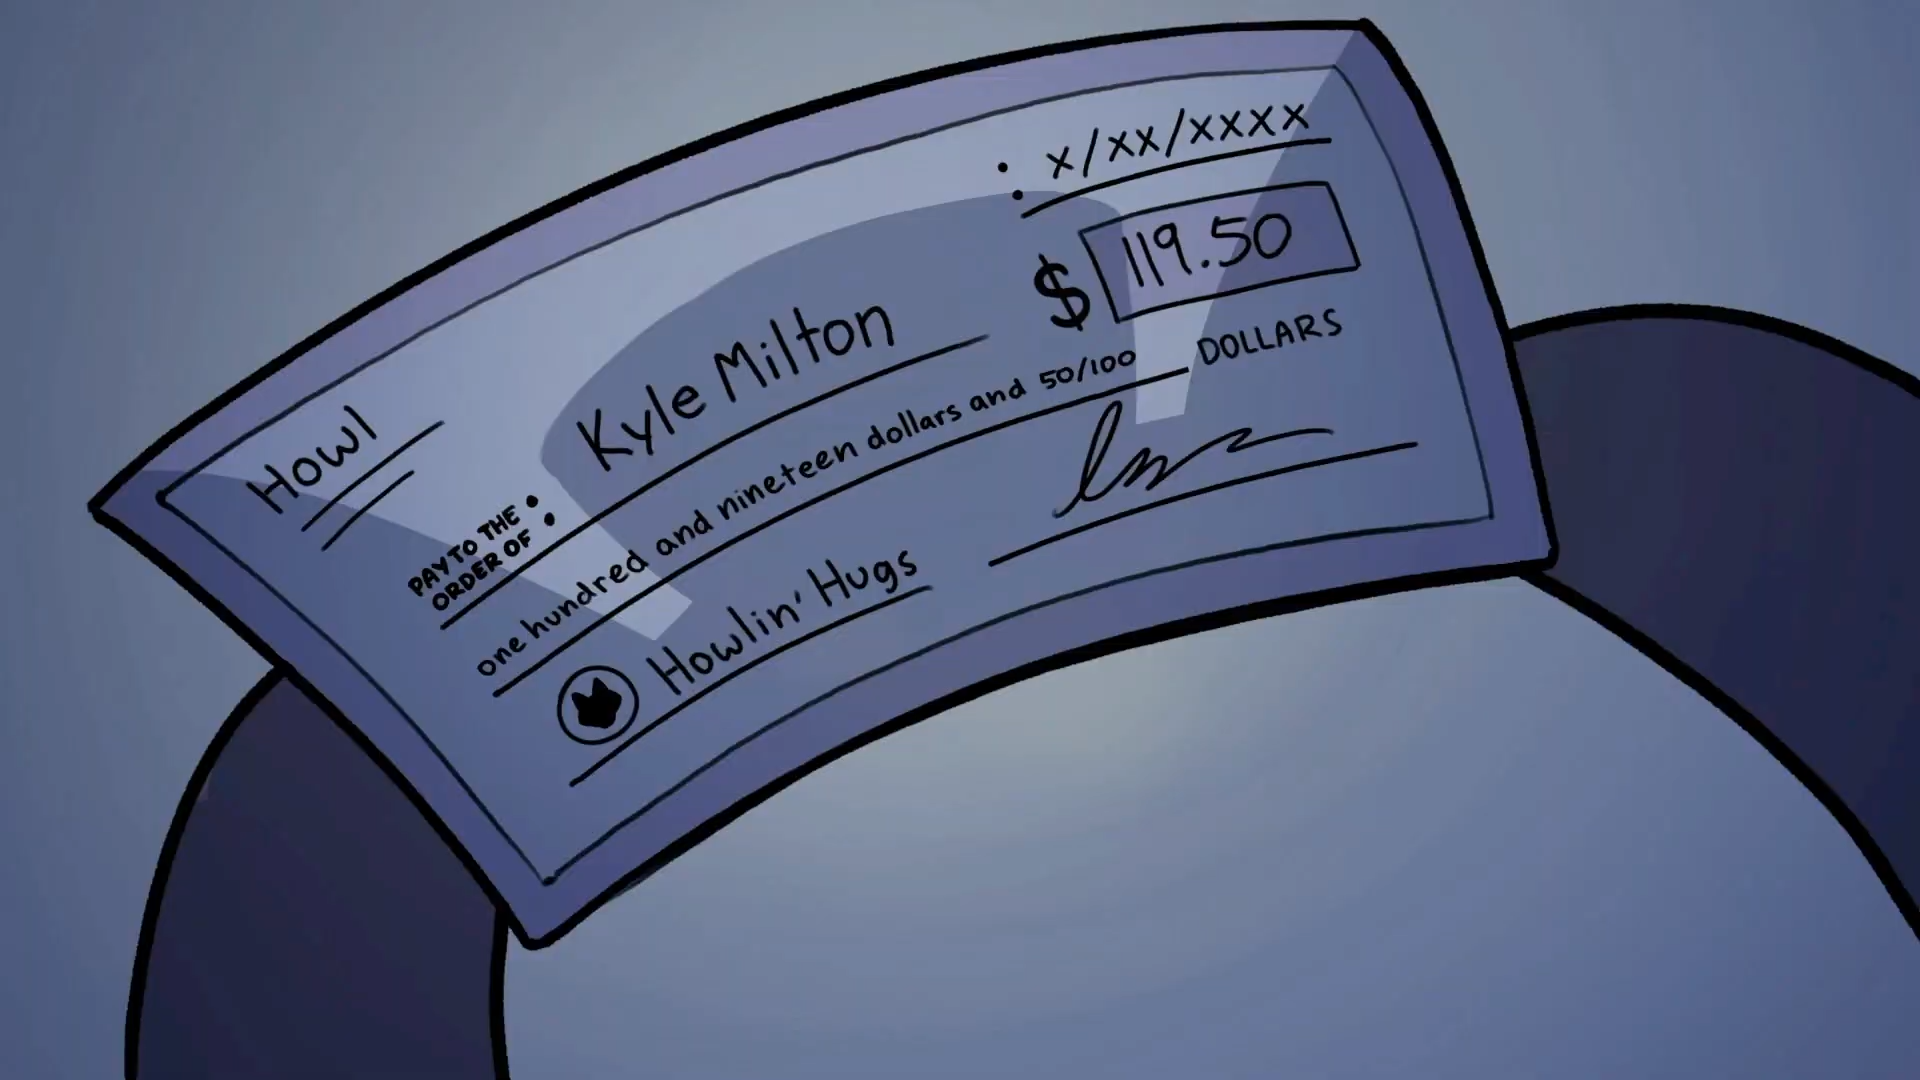 Howl
x/xx/xxxx
$ 119.50
PAY TO THE
ORDER OF
Kyle Milton
one hundred and nineteen dollars and 50/100 DOLLARS
Howlin' Hugs